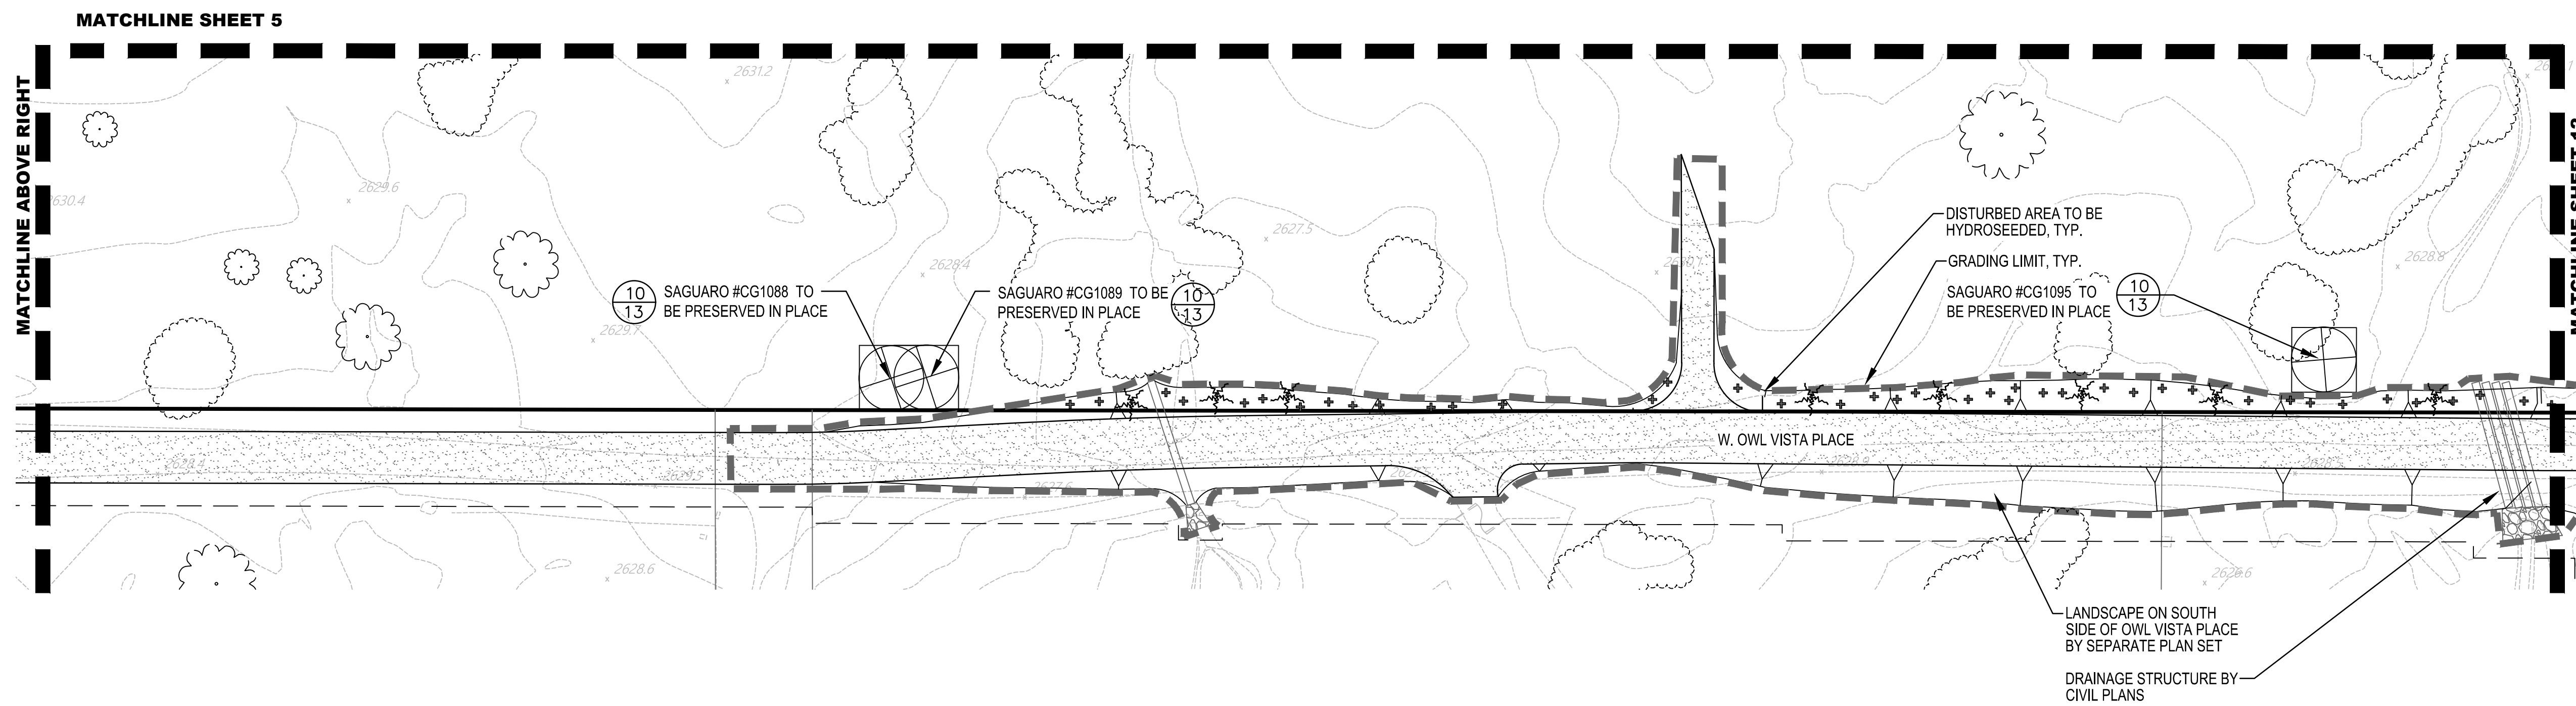 MATCHLINE SHEET 5
MATCHLINE ABOVE RIGHT
2631.2
2629.6
2630.4
2627.5
2628.4
2628.8
2629.7
DISTURBED AREA TO BE
HYDROSEEDED, TYP.
GRADING LIMIT, TYP.
10
13
SAGUARO #CG1088 TO
BE PRESERVED IN PLACE
SAGUARO #CG1089 TO BE
PRESERVED IN PLACE
10
13
SAGUARO #CG1095 TO
BE PRESERVED IN PLACE
10
13
W. OWL VISTA PLACE
2628.4
2627.6
2628.6
2626.6
LANDSCAPE ON SOUTH
SIDE OF OWL VISTA PLACE
BY SEPARATE PLAN SET
DRAINAGE STRUCTURE BY
CIVIL PLANS